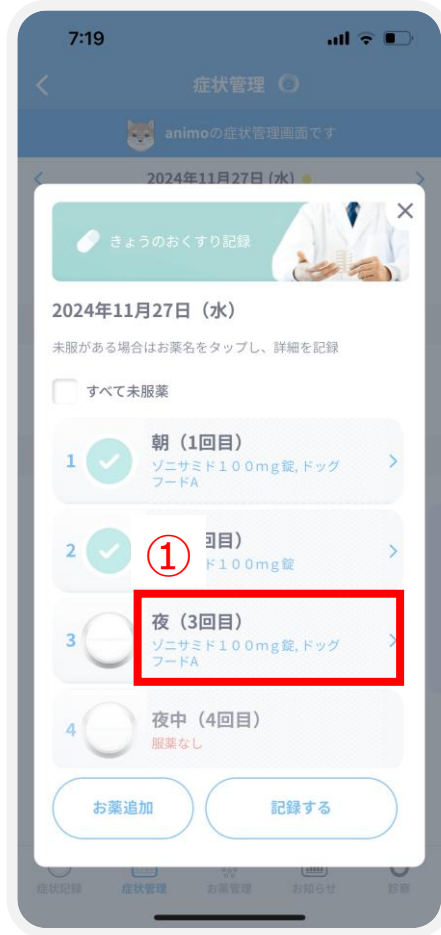 7:19
症状管理
animoの症状管理画面です
2024年11月27日 (水)
きょうのおくすり記録
2024年11月27日（水）
未服がある場合はお薬名をタップし、詳細を記録
すべて未服薬
1
朝（1回目）
ゾニサミド１００mg錠, ドッグ
フードA
2
回目）
ド１００mg錠
①
3
夜（3回目）
ゾニサミド１００mg錠, ドッグ
フードA
4
夜中（4回目）
服薬なし
お薬追加
記録する
症状記録
症状管理
お薬管理
お知らせ
診察